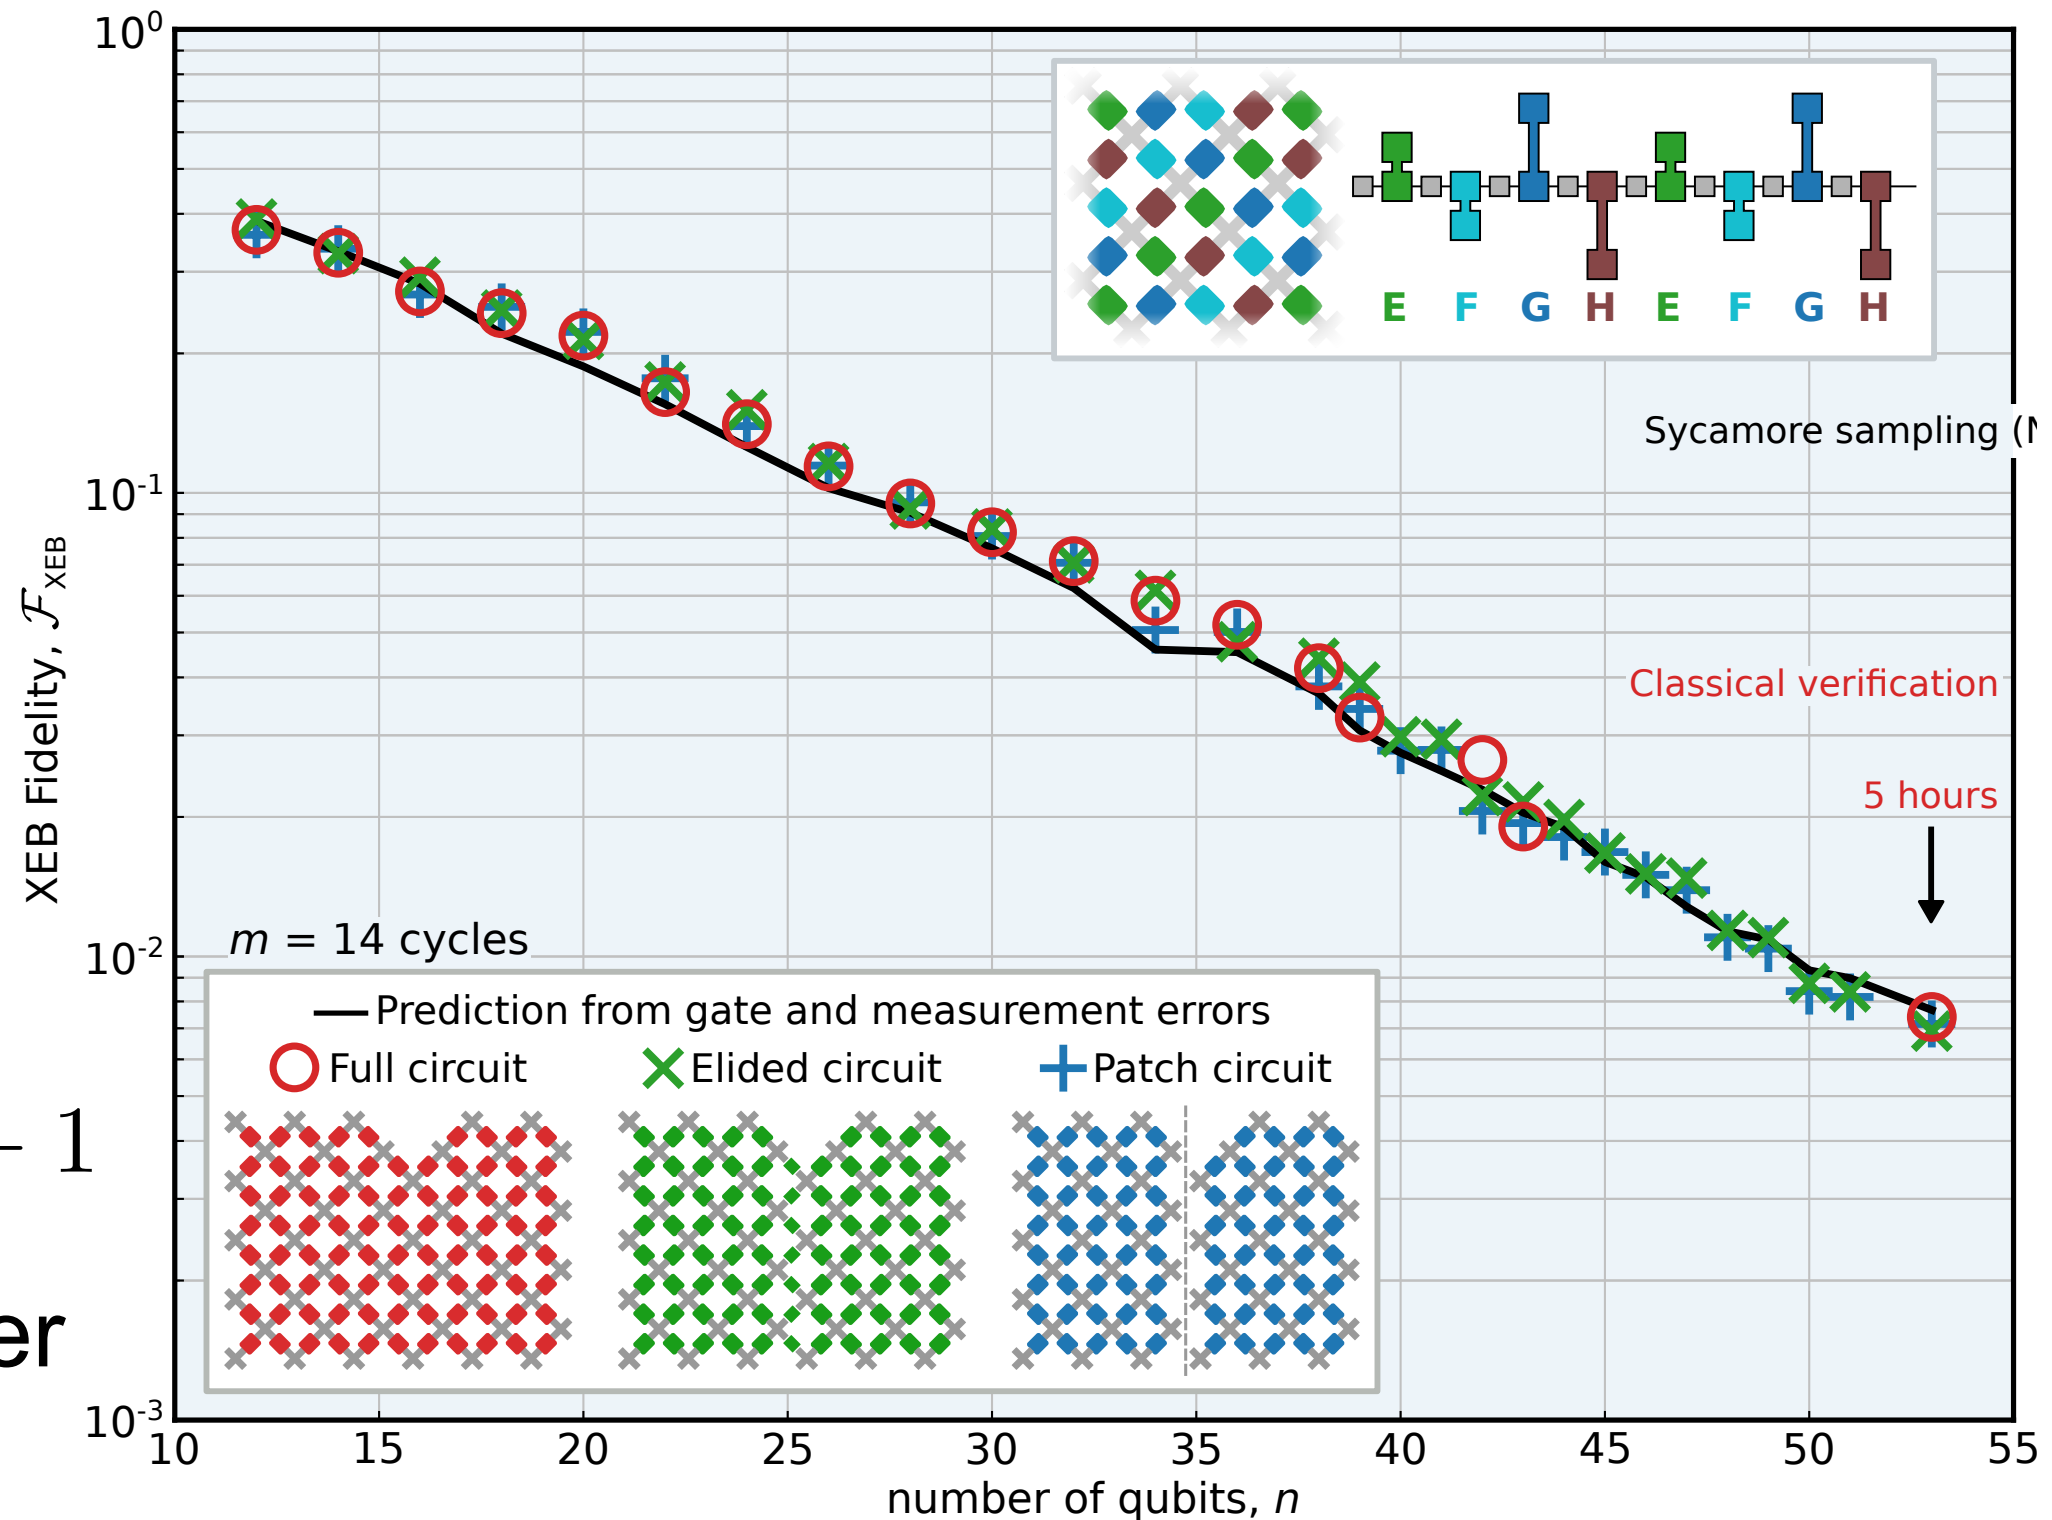 10⁰
E F G H E F G H
Sycamore sampling (
10⁻¹
XEB Fidelity, ℱ_XEB
Classical verification
5 hours
m = 14 cycles
10⁻²
Prediction from gate and measurement errors
Full circuit Elided circuit Patch circuit
– 1
er
10⁻³
10 15 20 25 30 35 40 45 50 55
number of qubits, n